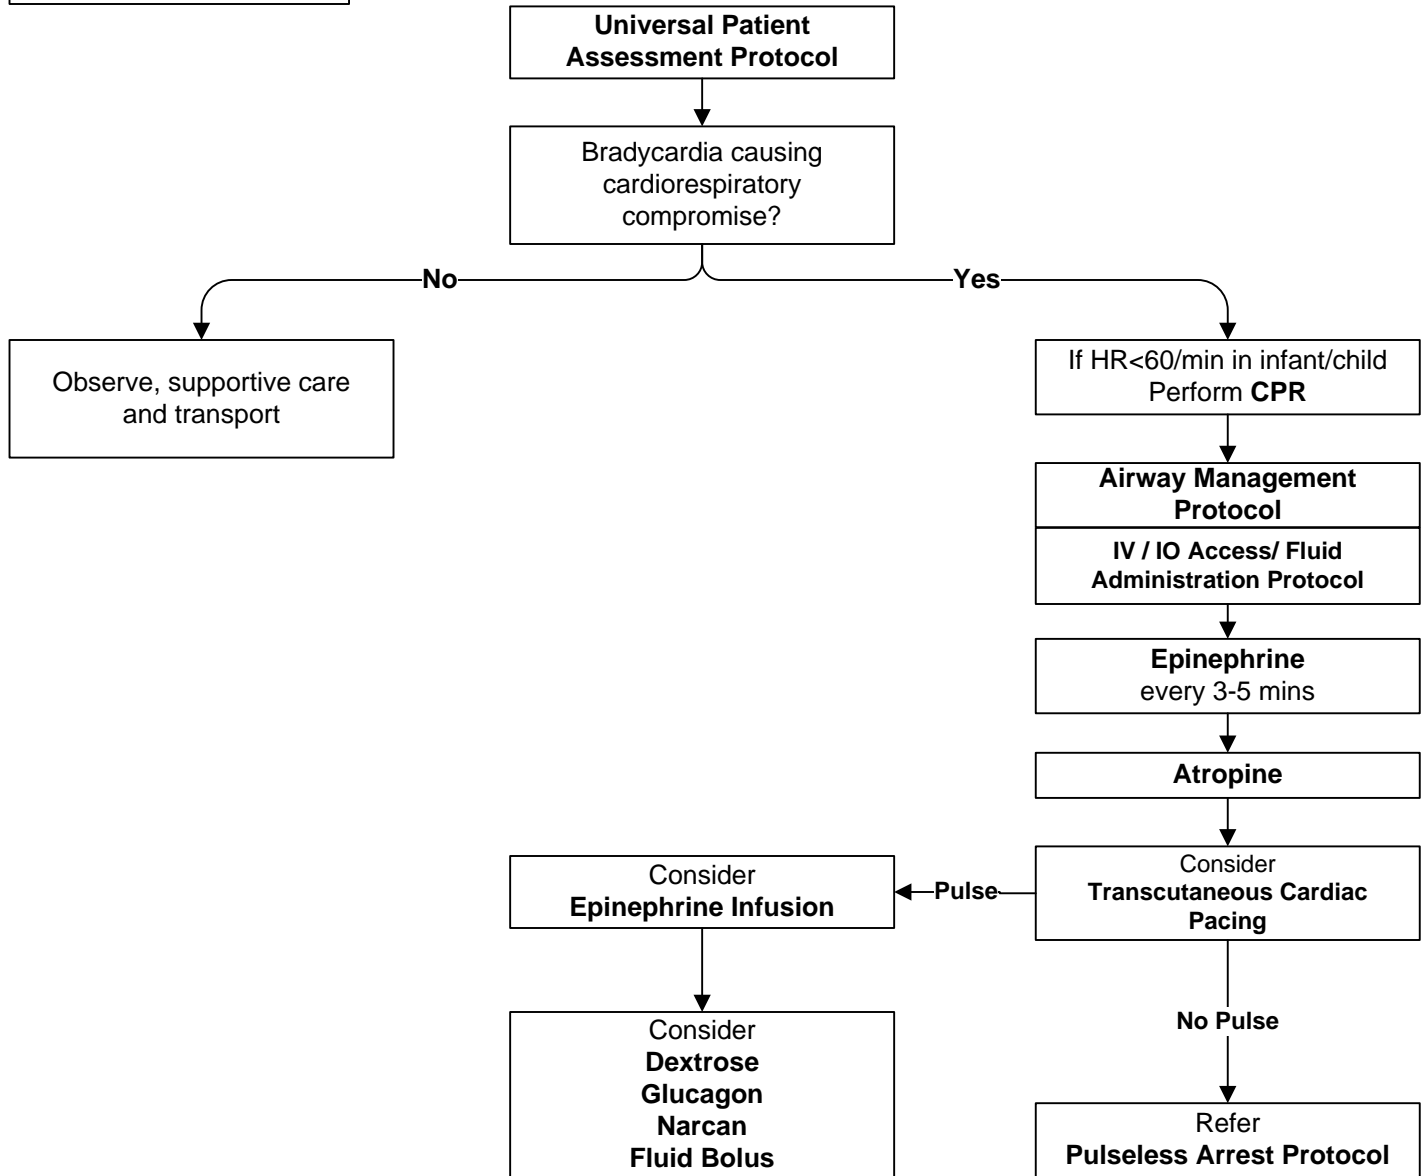 Universal Patient
Assessment Protocol
Bradycardia causing
cardiorespiratory
compromise?
No
Yes
Observe, supportive care
and transport
If HR<60/min in infant/child
Perform CPR
Airway Management
Protocol
IV / IO Access/ Fluid
Administration Protocol
Epinephrine
every 3-5 mins
Atropine
Consider
Transcutaneous Cardiac
Pacing
Pulse
Consider
Epinephrine Infusion
Consider
Dextrose
Glucagon
Narcan
Fluid Bolus
No Pulse
Refer
Pulseless Arrest Protocol